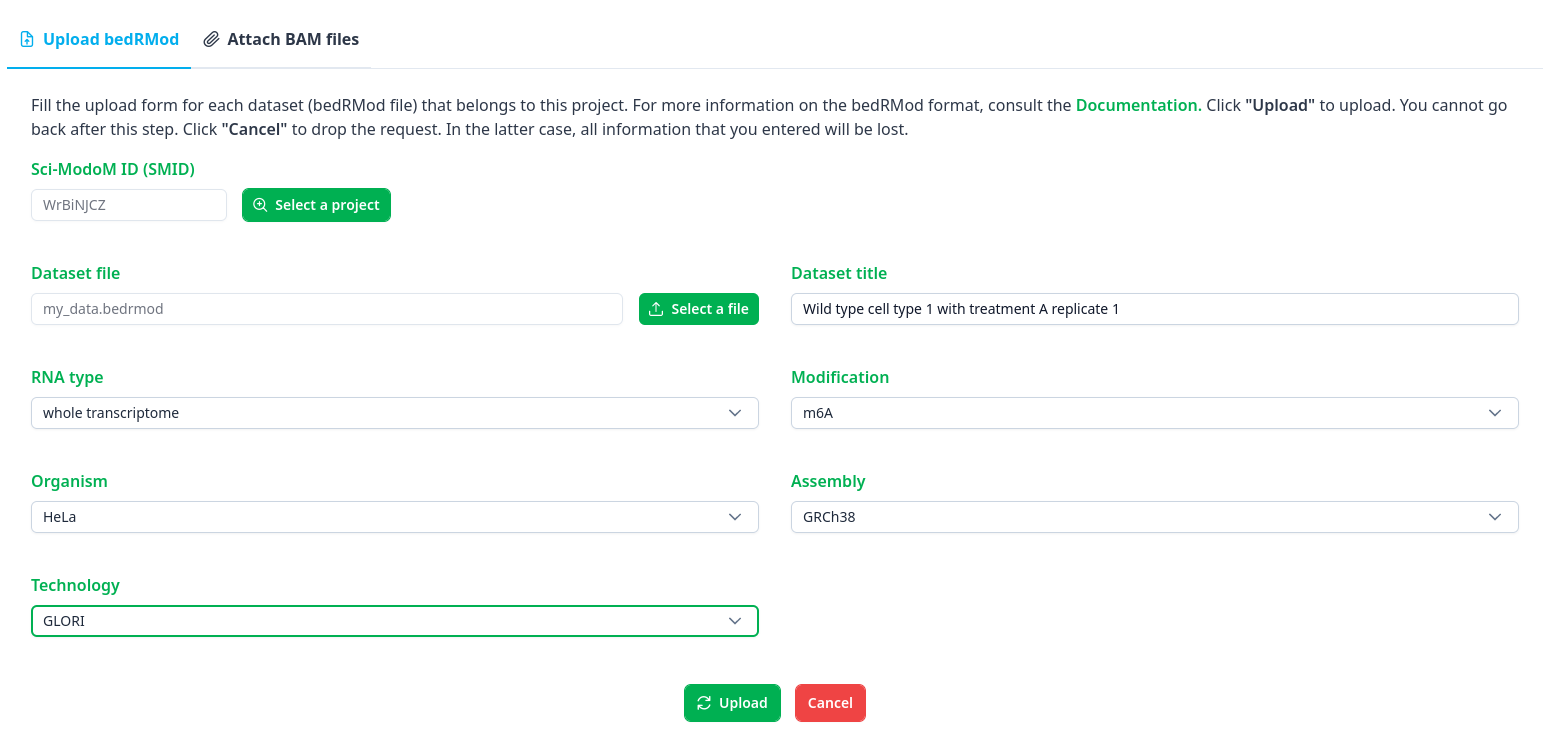 Upload bedRMod
Attach BAM files
Fill the upload form for each dataset (bedRMod file) that belongs to this project. For more information on the bedRMod format, consult the Documentation. Click "Upload" to upload. You cannot go
back after this step. Click "Cancel" to drop the request. In the latter case, all information that you entered will be lost.
Sci-ModoM ID (SMID)
WrBiNJCZ
Select a project
Dataset file
my_data.bedrmod
Select a file
Dataset title
Wild type cell type 1 with treatment A replicate 1
RNA type
whole transcriptome
Modification
m6A
Organism
HeLa
Assembly
GRCh38
Technology
GLORI
Upload
Cancel